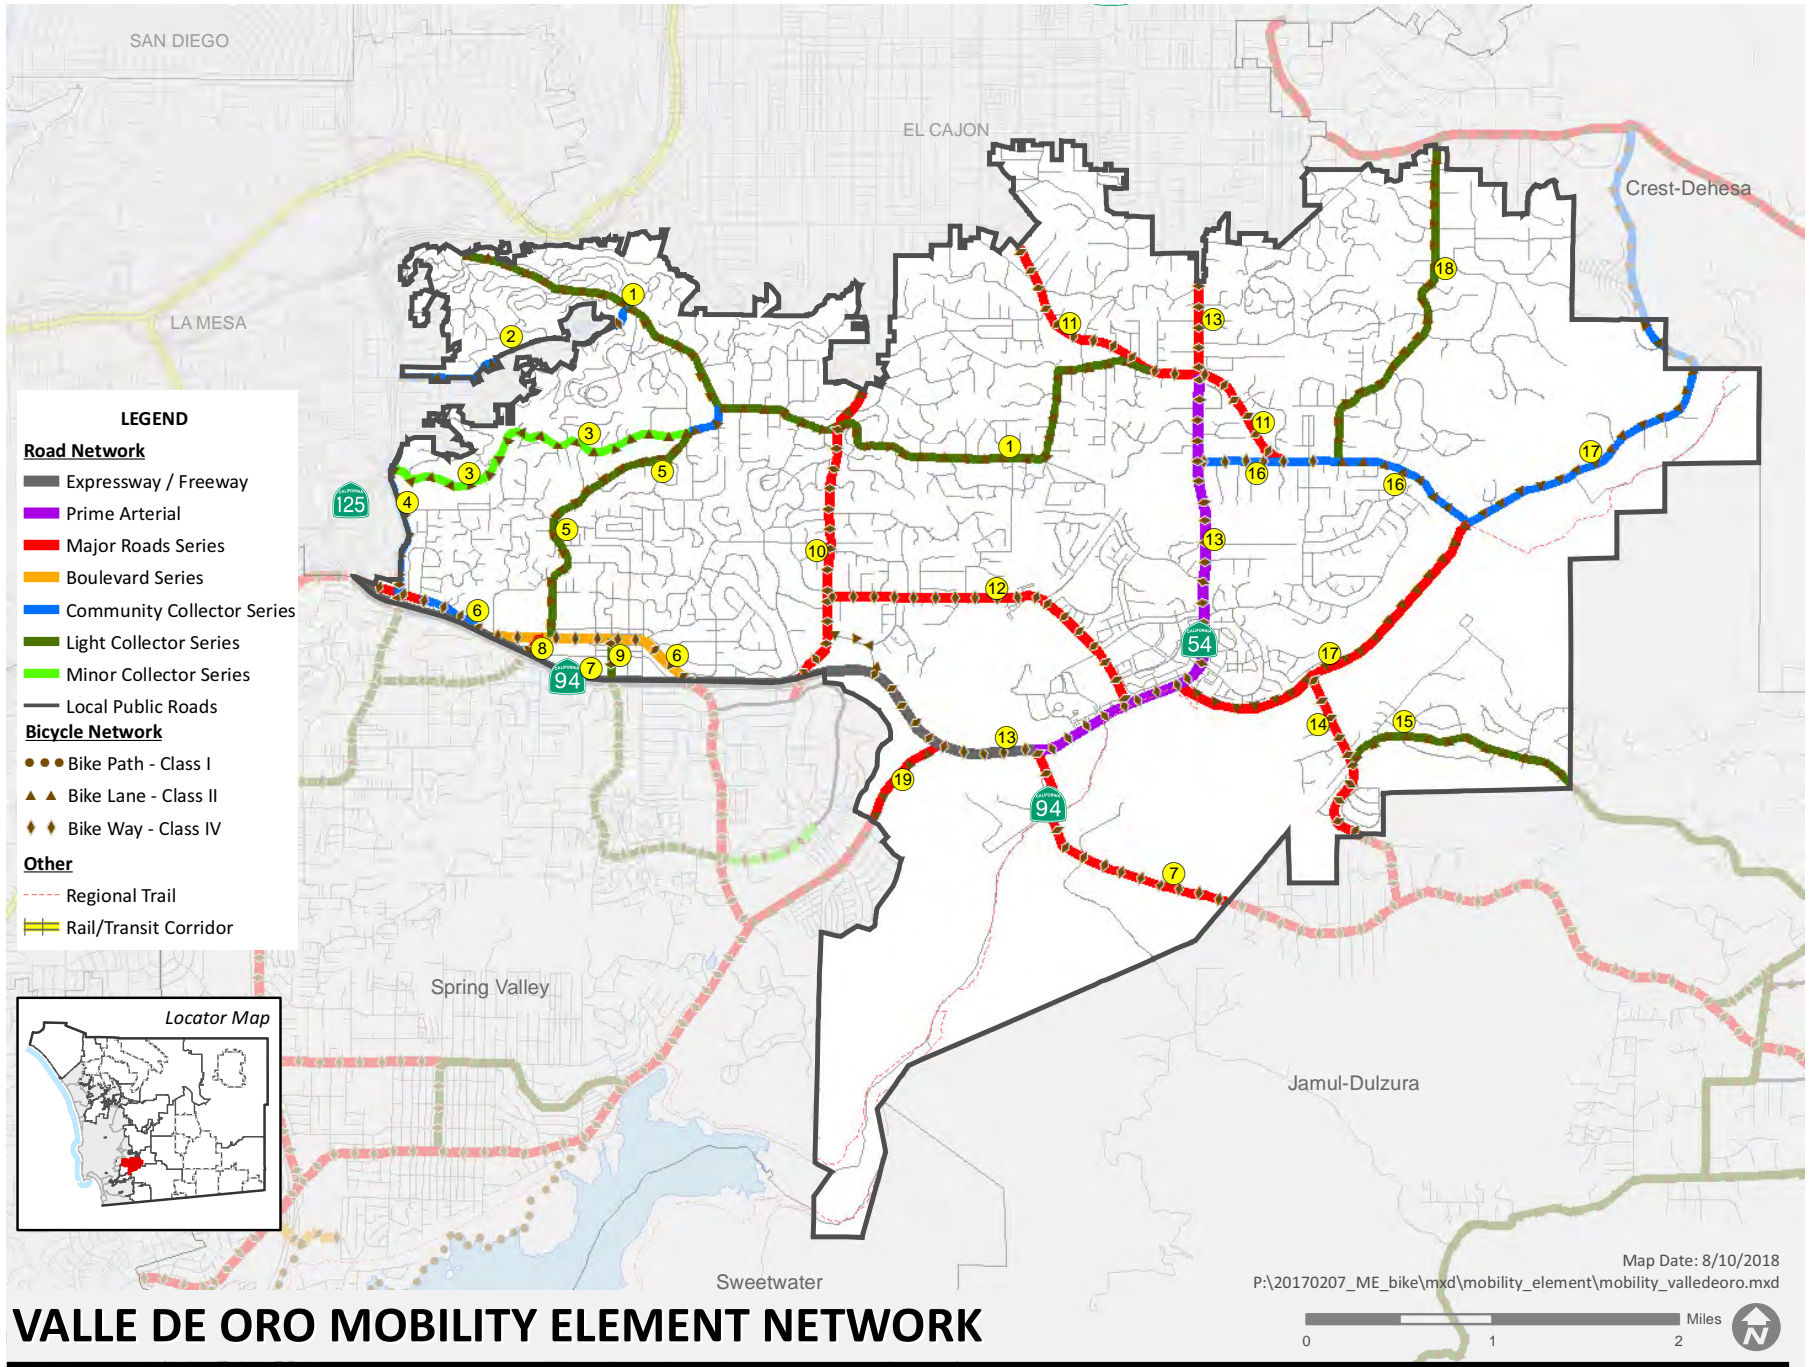 SAN DIEGO
EL CAJON
Crest-Dehesa
LA MESA
18
1
13
11
2
11
3
1
17
3
5
16
16
4
CALIFORNIA
125
5
10
13
12
6
CALIFORNIA
54
8
9
6
17
7
CALIFORNIA
94
14
15
13
19
CALIFORNIA
94
7
LEGEND
Road Network
Expressway / Freeway
Prime Arterial
Major Roads Series
Boulevard Series
Community Collector Series
Light Collector Series
Minor Collector Series
Local Public Roads
Bicycle Network
Bike Path - Class I
Bike Lane - Class II
Bike Way - Class IV
Other
Regional Trail
Rail/Transit Corridor
Spring Valley
Locator Map
Jamul-Dulzura
Sweetwater
Map Date: 8/10/2018
P:\20170207_ME_bike\mxd\mobility_element\mobility_valledeoro.mxd
VALLE DE ORO MOBILITY ELEMENT NETWORK
Miles
0 1 2
N